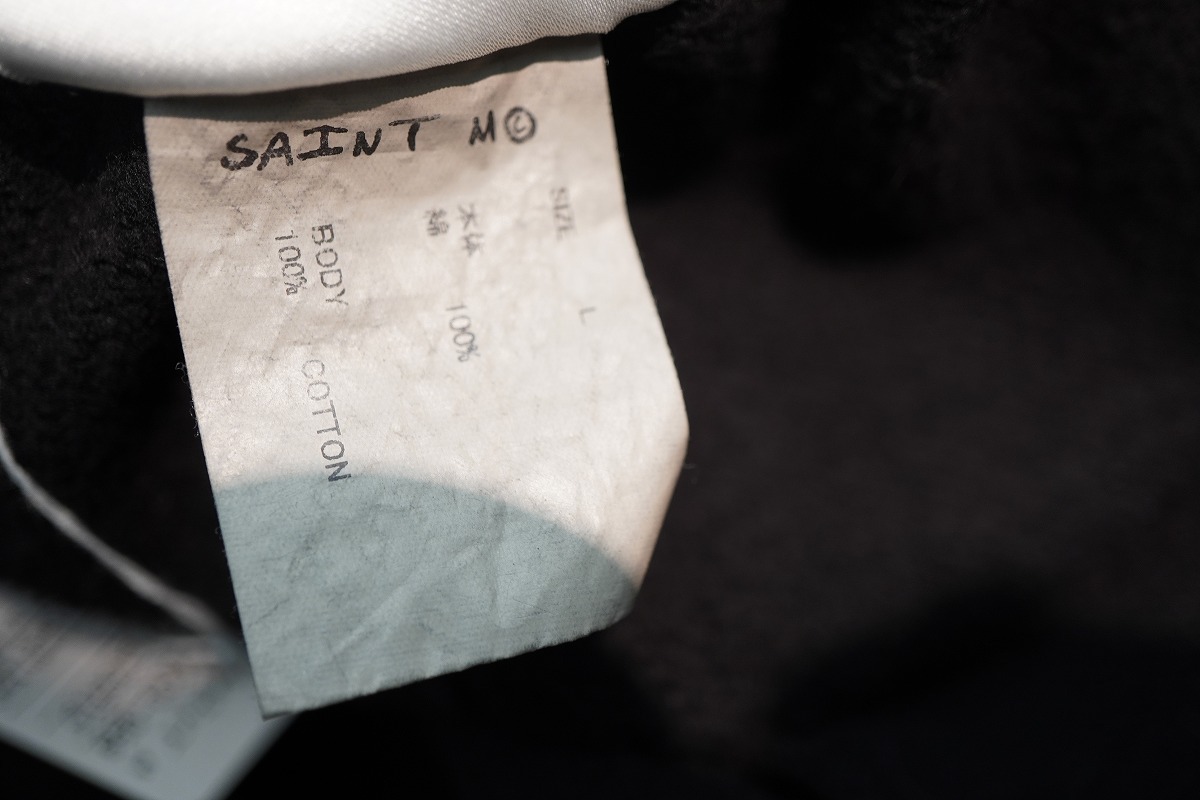 SAINT M©
SIZE L
本体
綿 100%
BODY COTTON
100%